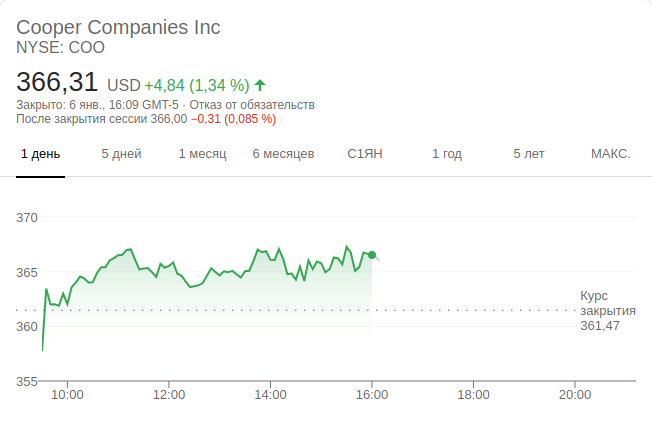 Cooper Companies Inc
NYSE: COO
366,31 USD +4,84 (1,34 %)
Закрыто: 6 янв., 16:09 GMT-5 · Отказ от обязательств
После закрытия сессии 366,00 −0,31 (0,085 %)
1 день 5 дней 1 месяц 6 месяцев С1ЯН 1 год 5 лет МАКС.
370
365
Курс
закрытия
361,47
360
355
10:00 12:00 14:00 16:00 18:00 20:00